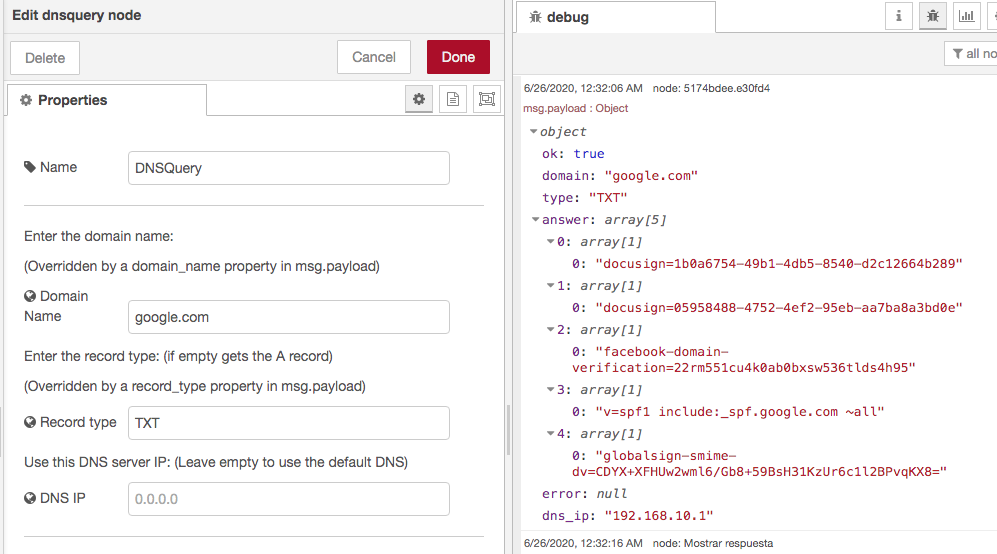 Edit dnsquery node
Delete
Cancel
Done
Properties
Name
DNSQuery
Enter the domain name:
(Overridden by a domain_name property in msg.payload)
Domain
Name
google.com
Enter the record type: (if empty gets the A record)
(Overridden by a record_type property in msg.payload)
Record type
TXT
Use this DNS server IP: (Leave empty to use the default DNS)
DNS IP
0.0.0.0
debug
i
all no
6/26/2020, 12:32:06 AM node: 5174bdee.e30fd4
msg.payload : Object
object
ok: true
domain: "google.com"
type: "TXT"
answer: array[5]
0: array[1]
0: "docusign=1b0a6754-49b1-4db5-8540-d2c12664b289"
1: array[1]
0: "docusign=05958488-4752-4ef2-95eb-aa7ba8a3bd0e"
2: array[1]
0: "facebook-domain-
verification=22rm551cu4k0ab0bxsw536tlds4h95"
3: array[1]
0: "v=spf1 include:_spf.google.com ~all"
4: array[1]
0: "globalsign-smime-
dv=CDYX+XFHUw2wml6/Gb8+59BsH31KzUr6c1l2BPvqKX8="
error: null
dns_ip: "192.168.10.1"
6/26/2020, 12:32:16 AM node: Mostrar respuesta